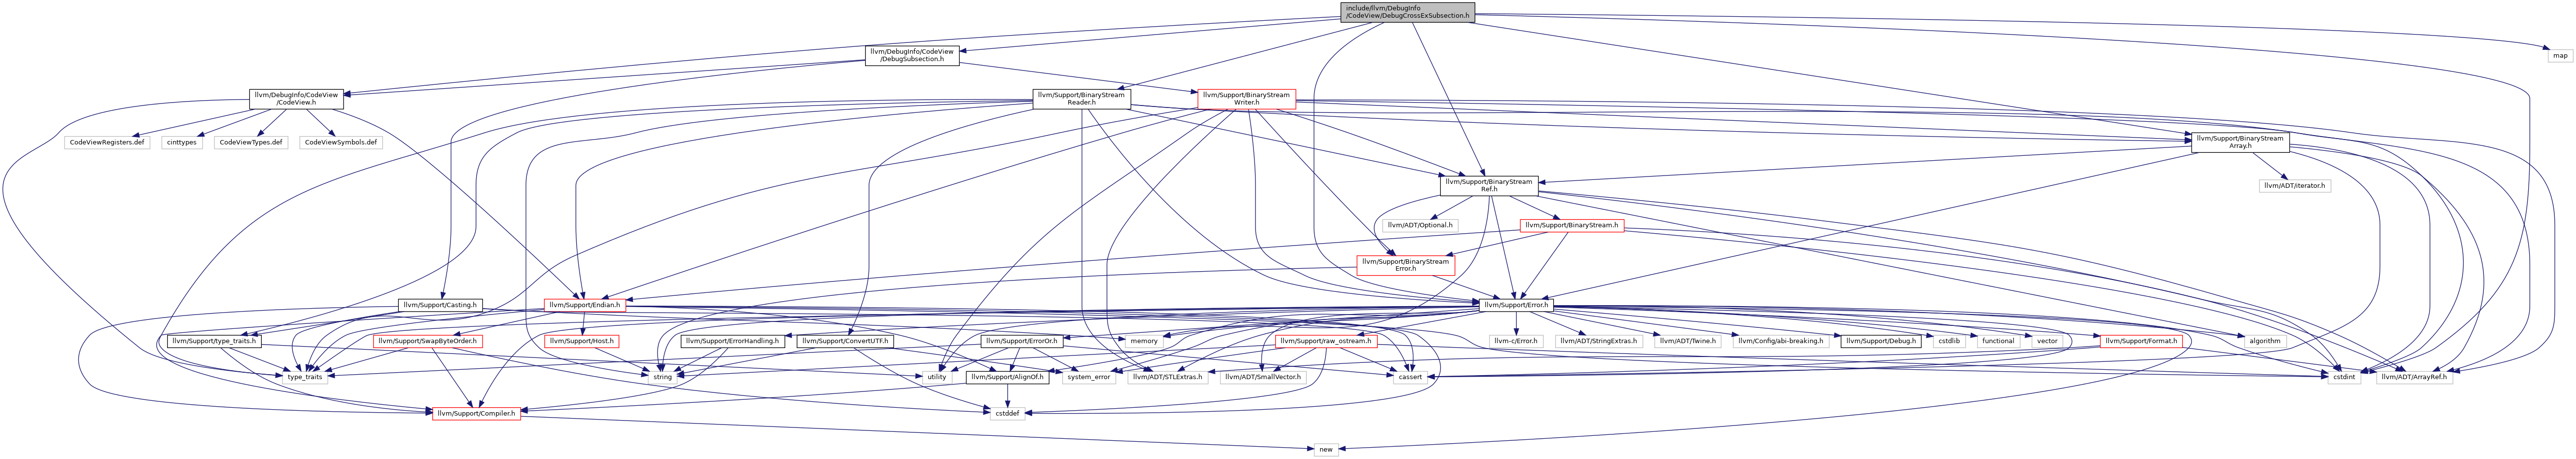 include/llvm/DebugInfo
/CodeView/DebugCrossExSubsection.h
llvm/DebugInfo/CodeView
/DebugSubsection.h
map
llvm/DebugInfo/CodeView
/CodeView.h
llvm/Support/BinaryStream
Reader.h
llvm/Support/BinaryStream
Writer.h
CodeViewRegisters.def
cinttypes
CodeViewTypes.def
CodeViewSymbols.def
llvm/Support/BinaryStream
Array.h
llvm/Support/BinaryStream
Ref.h
llvm/ADT/iterator.h
llvm/ADT/Optional.h
llvm/Support/BinaryStream.h
llvm/Support/BinaryStream
Error.h
llvm/Support/Casting.h
llvm/Support/Endian.h
llvm/Support/Error.h
llvm/Support/type_traits.h
llvm/Support/SwapByteOrder.h
llvm/Support/Host.h
llvm/Support/ErrorHandling.h
llvm/Support/ConvertUTF.h
llvm/Support/ErrorOr.h
memory
llvm/Support/raw_ostream.h
llvm-c/Error.h
llvm/ADT/StringExtras.h
llvm/ADT/Twine.h
llvm/Config/abi-breaking.h
llvm/Support/Debug.h
cstdlib
functional
vector
llvm/Support/Format.h
algorithm
type_traits
string
utility
llvm/Support/AlignOf.h
system_error
llvm/ADT/STLExtras.h
llvm/ADT/SmallVector.h
cassert
cstdint
llvm/ADT/ArrayRef.h
llvm/Support/Compiler.h
cstddef
new